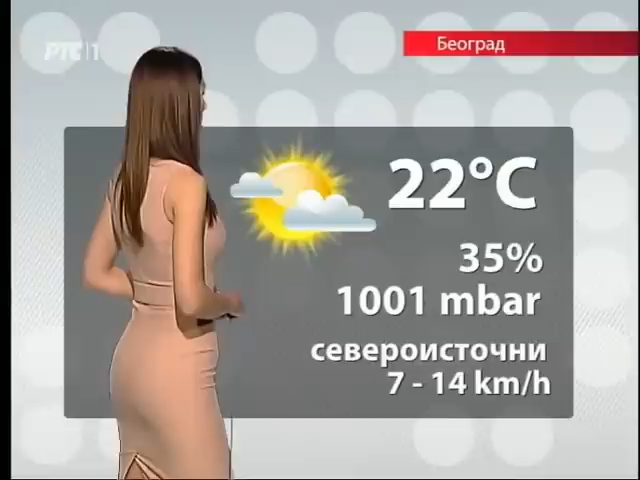 РТС 1
Београд
22°C
35%
1001 mbar
североисточни
7 - 14 km/h